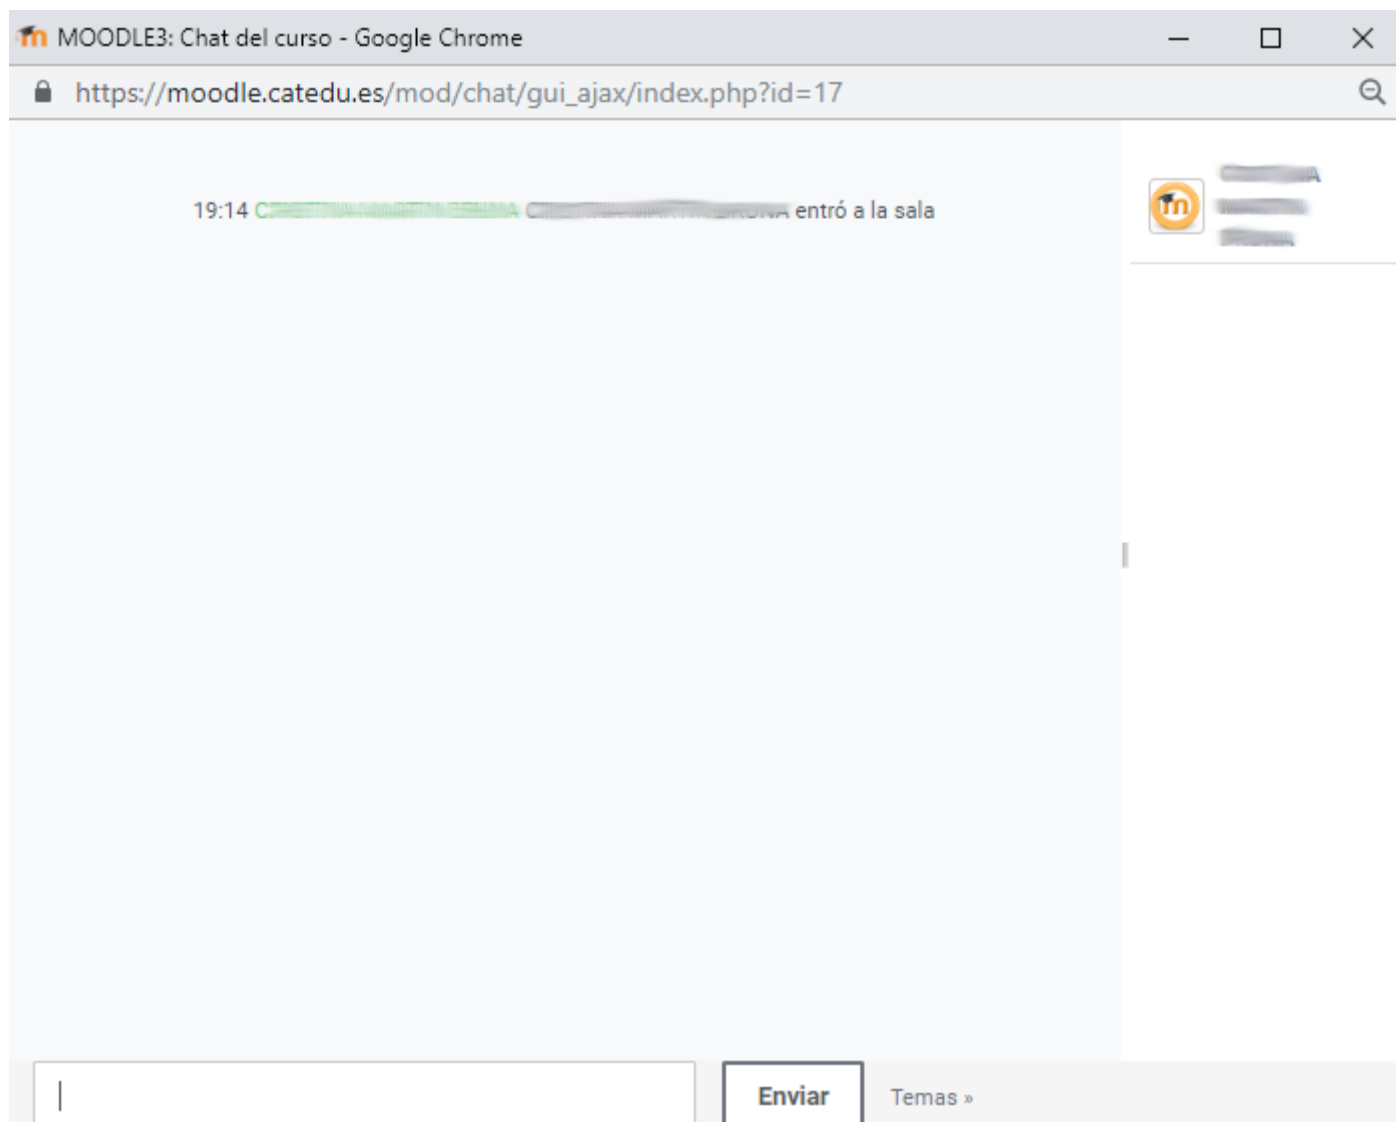 MOODLE3: Chat del curso - Google Chrome
https://moodle.catedu.es/mod/chat/gui_ajax/index.php?id=17
19:14 entró a la sala
Enviar
Temas »